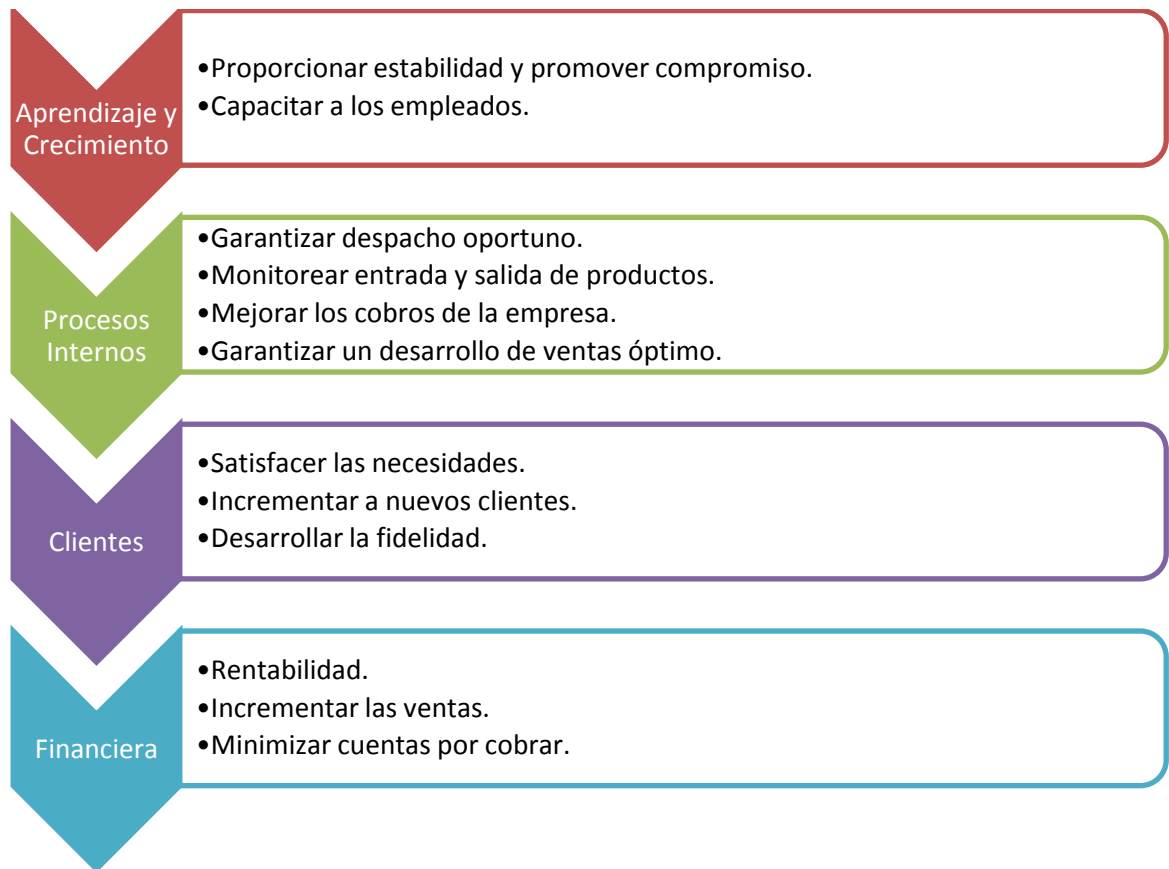 Aprendizaje y
Crecimiento
•Proporcionar estabilidad y promover compromiso.
•Capacitar a los empleados.
Procesos
Internos
•Garantizar despacho oportuno.
•Monitorear entrada y salida de productos.
•Mejorar los cobros de la empresa.
•Garantizar un desarrollo de ventas óptimo.
Clientes
•Satisfacer las necesidades.
•Incrementar a nuevos clientes.
•Desarrollar la fidelidad.
Financiera
•Rentabilidad.
•Incrementar las ventas.
•Minimizar cuentas por cobrar.